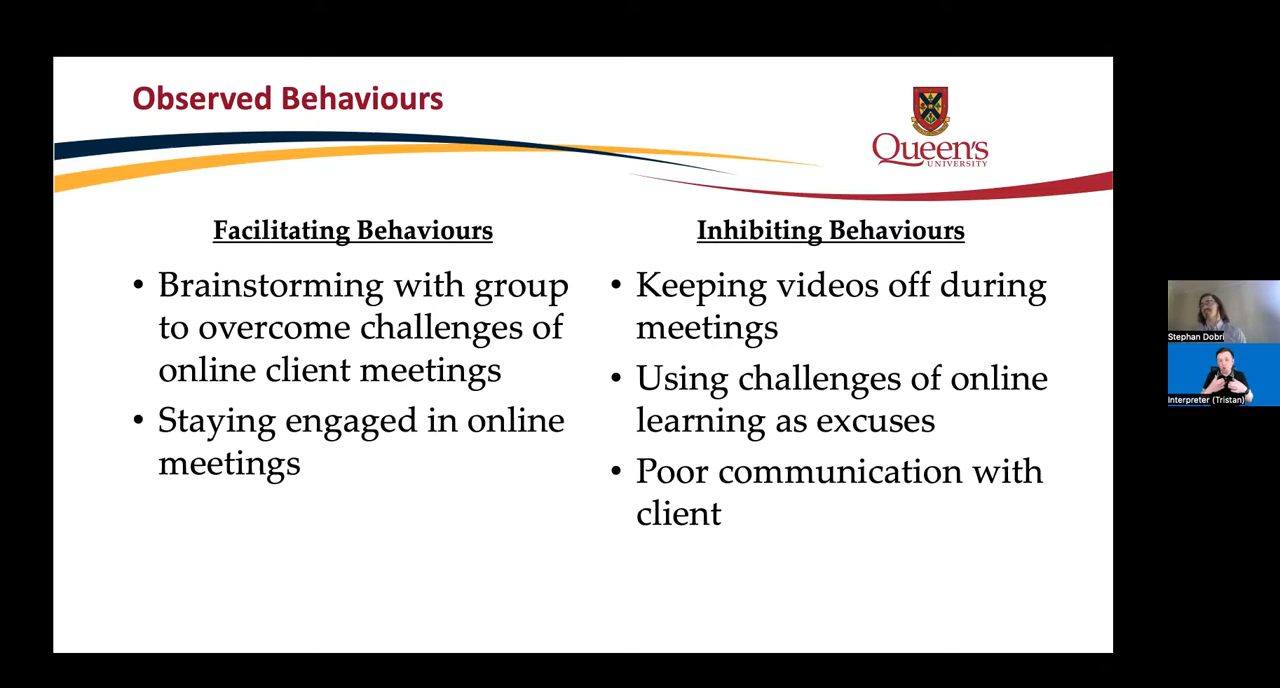 Observed Behaviours
Queen's
UNIVERSITY
Facilitating Behaviours
• Brainstorming with group
to overcome challenges of
online client meetings
• Staying engaged in online
meetings
Inhibiting Behaviours
• Keeping videos off during
meetings
• Using challenges of online
learning as excuses
• Poor communication with
client
Stephan Dobri
Interpreter (Tristan)